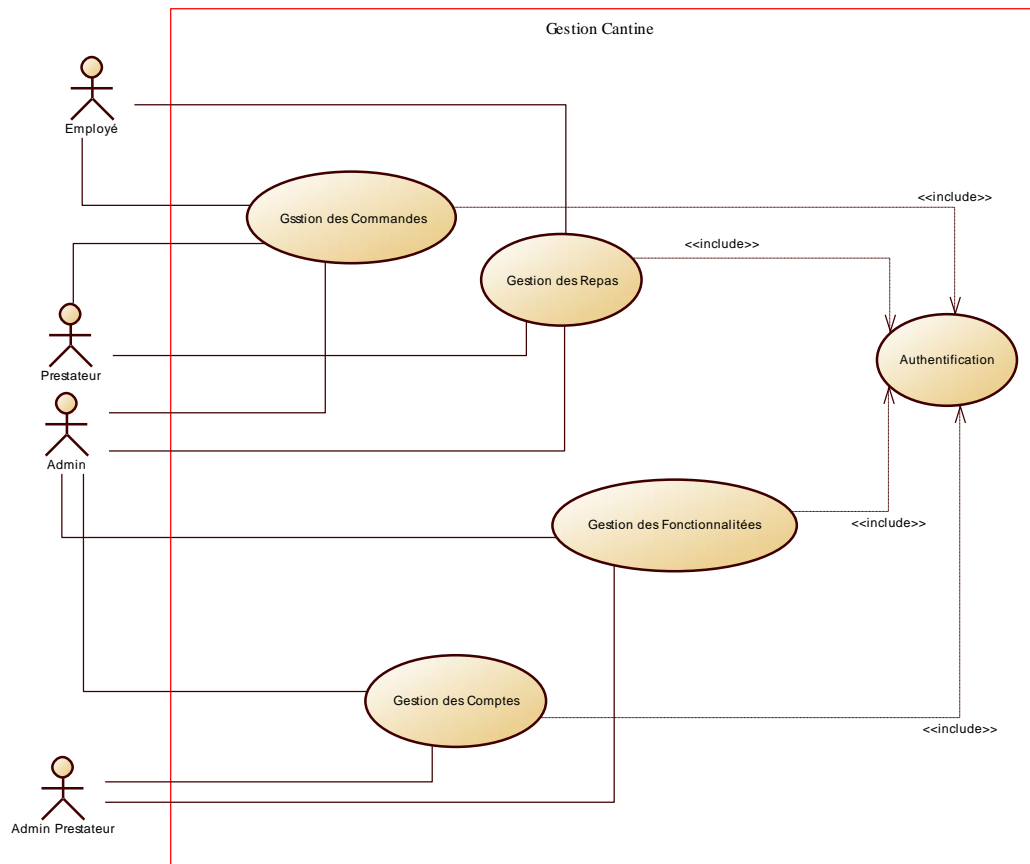 Gestion Cantine
Employé
<<include>>
Gsstion des Commandes
<<include>>
Gestion des Repas
Prestateur
Authentification
Admin
Gestion des Fonctionnalitées
<<include>>
Gestion des Comptes
<<include>>
Admin Prestateur